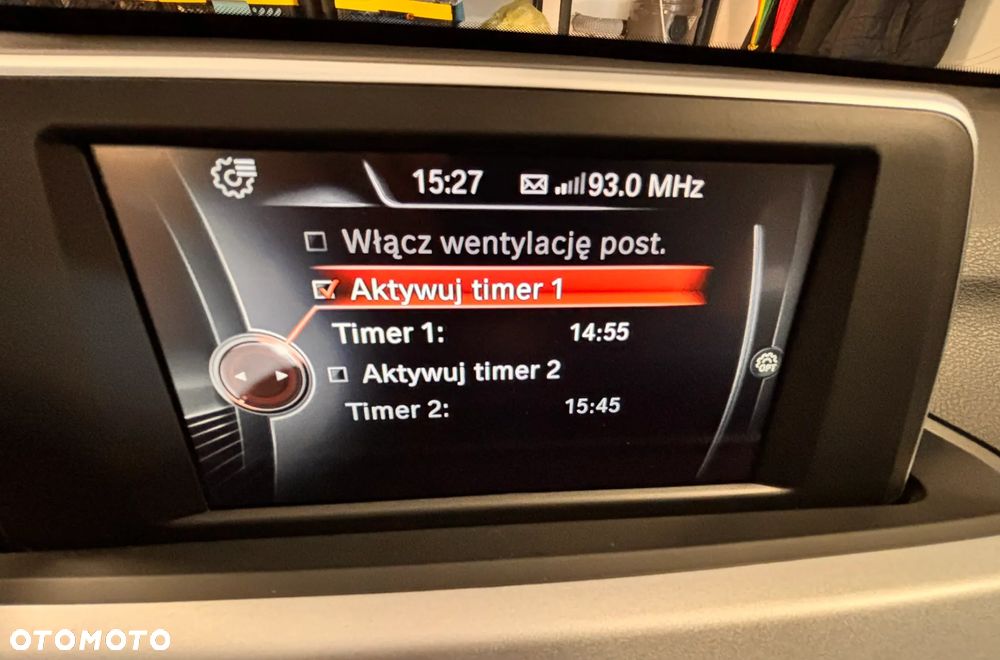 15:27 93.0 MHz
Włącz wentylację post.
Aktywuj timer 1
Timer 1: 14:55
Aktywuj timer 2
Timer 2: 15:45
OPT
OTOMOTO